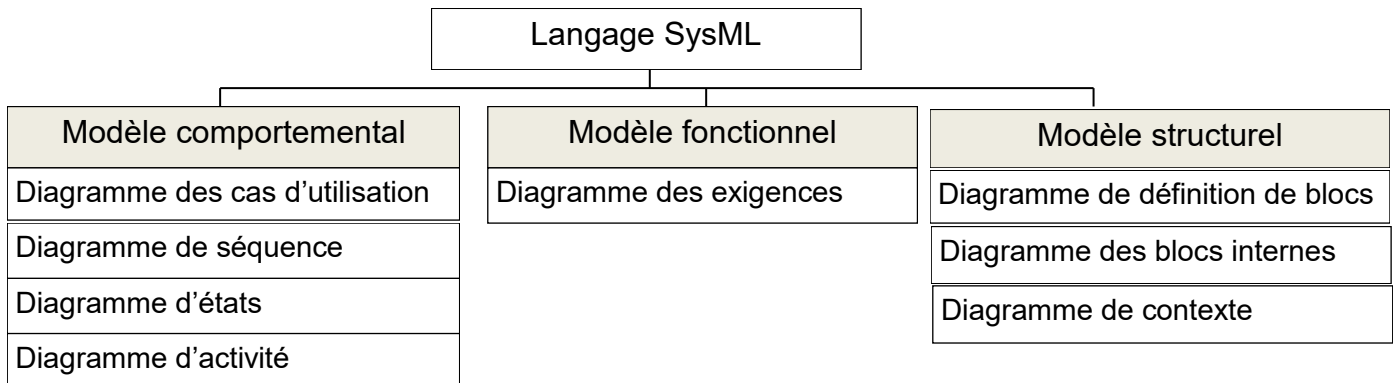 Langage SysML
Modèle comportemental
Diagramme des cas d’utilisation
Diagramme de séquence
Diagramme d’états
Diagramme d’activité
Modèle fonctionnel
Diagramme des exigences
Modèle structurel
Diagramme de définition de blocs
Diagramme des blocs internes
Diagramme de contexte